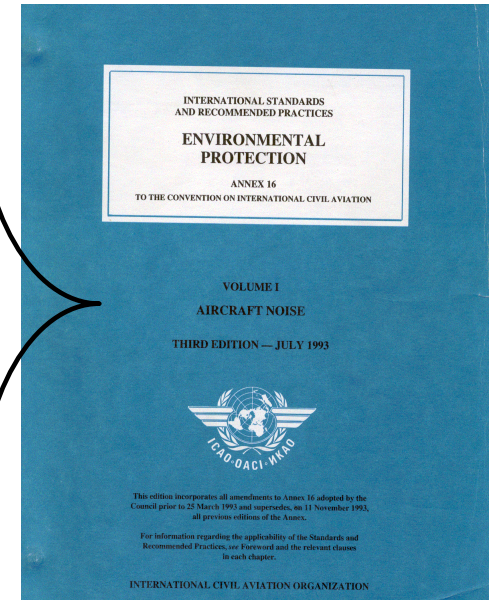 INTERNATIONAL STANDARDS
AND RECOMMENDED PRACTICES
ENVIRONMENTAL
PROTECTION
ANNEX 16
TO THE CONVENTION ON INTERNATIONAL CIVIL AVIATION
VOLUME I
AIRCRAFT NOISE
THIRD EDITION — JULY 1993
ICAO·OACI·ИКАО
This edition incorporates all amendments to Annex 16 adopted by the
Council prior to 25 March 1993 and supersedes, on 11 November 1993,
all previous editions of the Annex.
For information regarding the applicability of the Standards and
Recommended Practices, see Foreword and the relevant clauses
in each chapter.
INTERNATIONAL CIVIL AVIATION ORGANIZATION